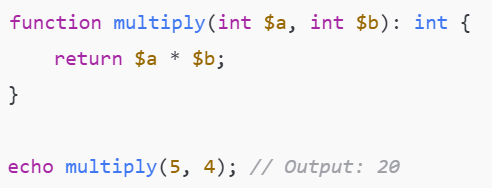 function multiply(int $a, int $b): int {
    return $a * $b;
}
echo multiply(5, 4); // Output: 20